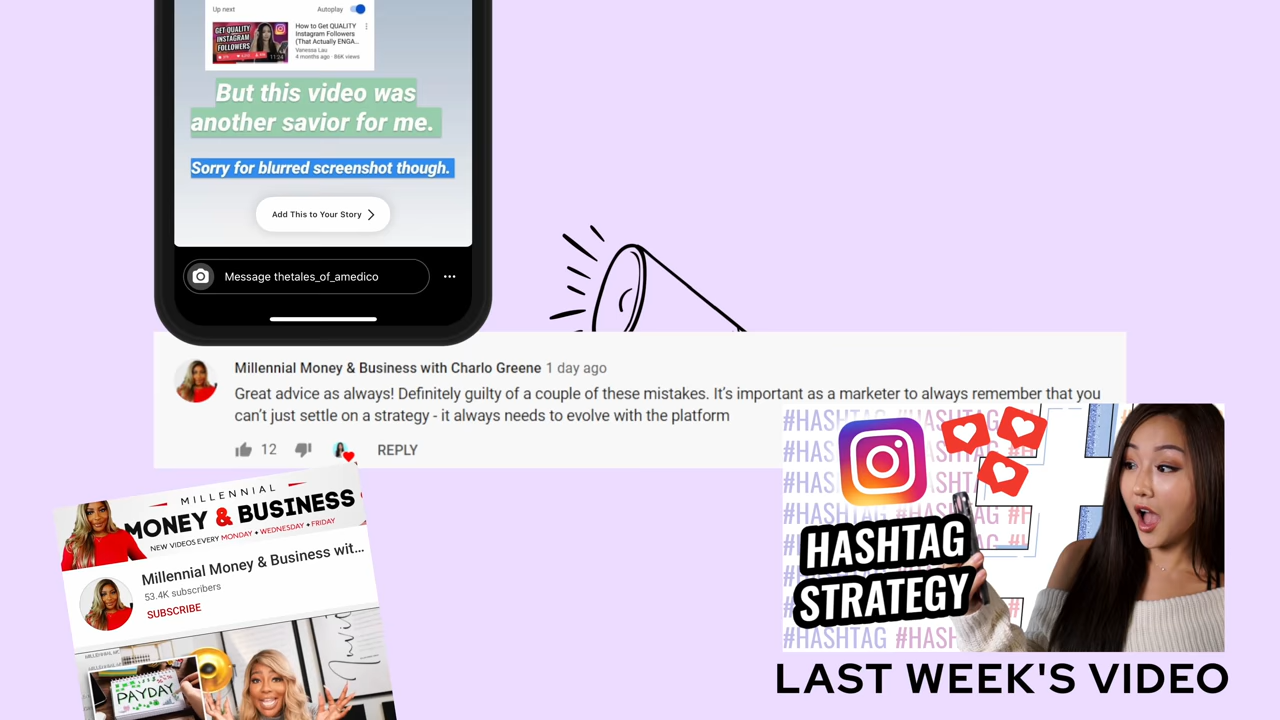 Up next
Autoplay
GET QUALITY
INSTAGRAM
FOLLOWERS
11:24
How to Get QUALITY
Instagram Followers
(That Actually ENGA...
Vanessa Lau
4 months ago · 86K views
But this video was
another savior for me.
Sorry for blurred screenshot though.
Add This to Your Story
Message thetales_of_amedico
Millennial Money & Business with Charlo Greene 1 day ago
Great advice as always! Definitely guilty of a couple of these mistakes. It's important as a marketer to always remember that you
can't just settle on a strategy - it always needs to evolve with the platform
12
REPLY
MILLENNIAL
MONEY & BUSINESS
NEW VIDEOS EVERY MONDAY • WEDNESDAY • FRIDAY
Millennial Money & Business wit...
53.4K subscribers
SUBSCRIBE
PAYDAY
#HASHTAG #HASHTAG #H
HASHTAG
STRATEGY
#HASHTAG #HASH
LAST WEEK'S VIDEO